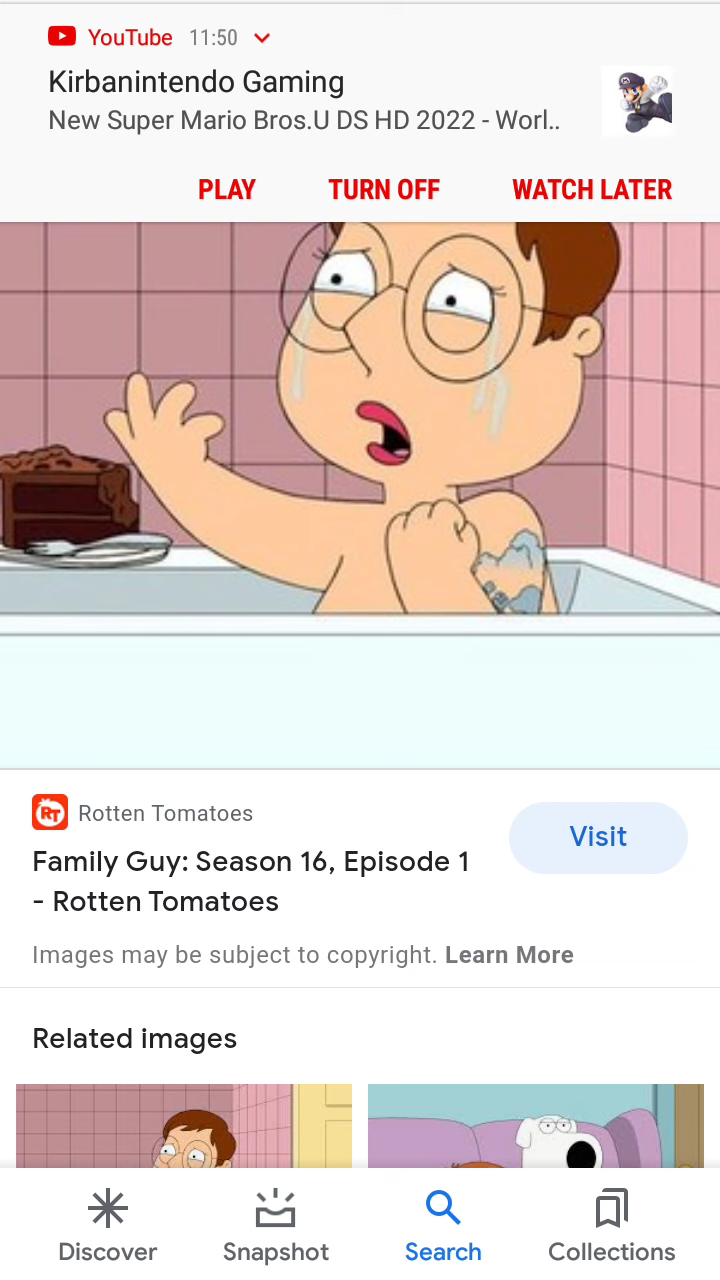 YouTube 11:50
Kirbanintendo Gaming
New Super Mario Bros.U DS HD 2022 - Worl..
PLAY TURN OFF WATCH LATER
RT Rotten Tomatoes
Visit
Family Guy: Season 16, Episode 1
- Rotten Tomatoes
Images may be subject to copyright. Learn More
Related images
Discover Snapshot Search Collections